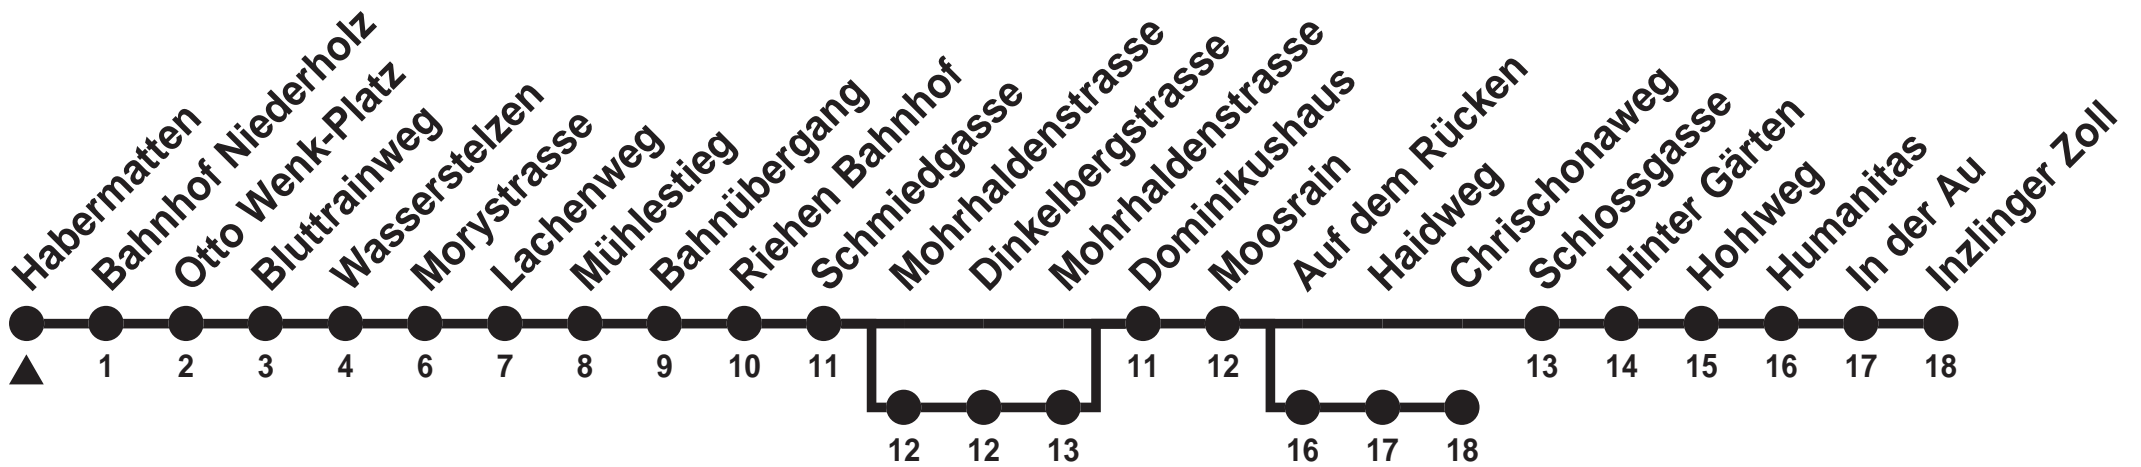 Habermatten
Bahnhof Niederholz
Otto Wenk-Platz
Bluttrainweg
Wasserstelzen
Morystrasse
Lachenweg
Mühlestieg
Bahnübergang
Riehen Bahnhof
Schmiedgasse
Mohrhaldenstrasse
Dinkelbergstrasse
Mohrhaldenstrasse
Dominikushaus
Moosrain
Auf dem Rücken
Haidweg
Chrischonaweg
Schlossgasse
Hinter Gärten
Hohlweg
Humanitas
In der Au
Inzlinger Zoll
1 2 3 4 6 7 8 9 10 11 11 12 13 14 15 16 17 18
12 12 13 16 17 18